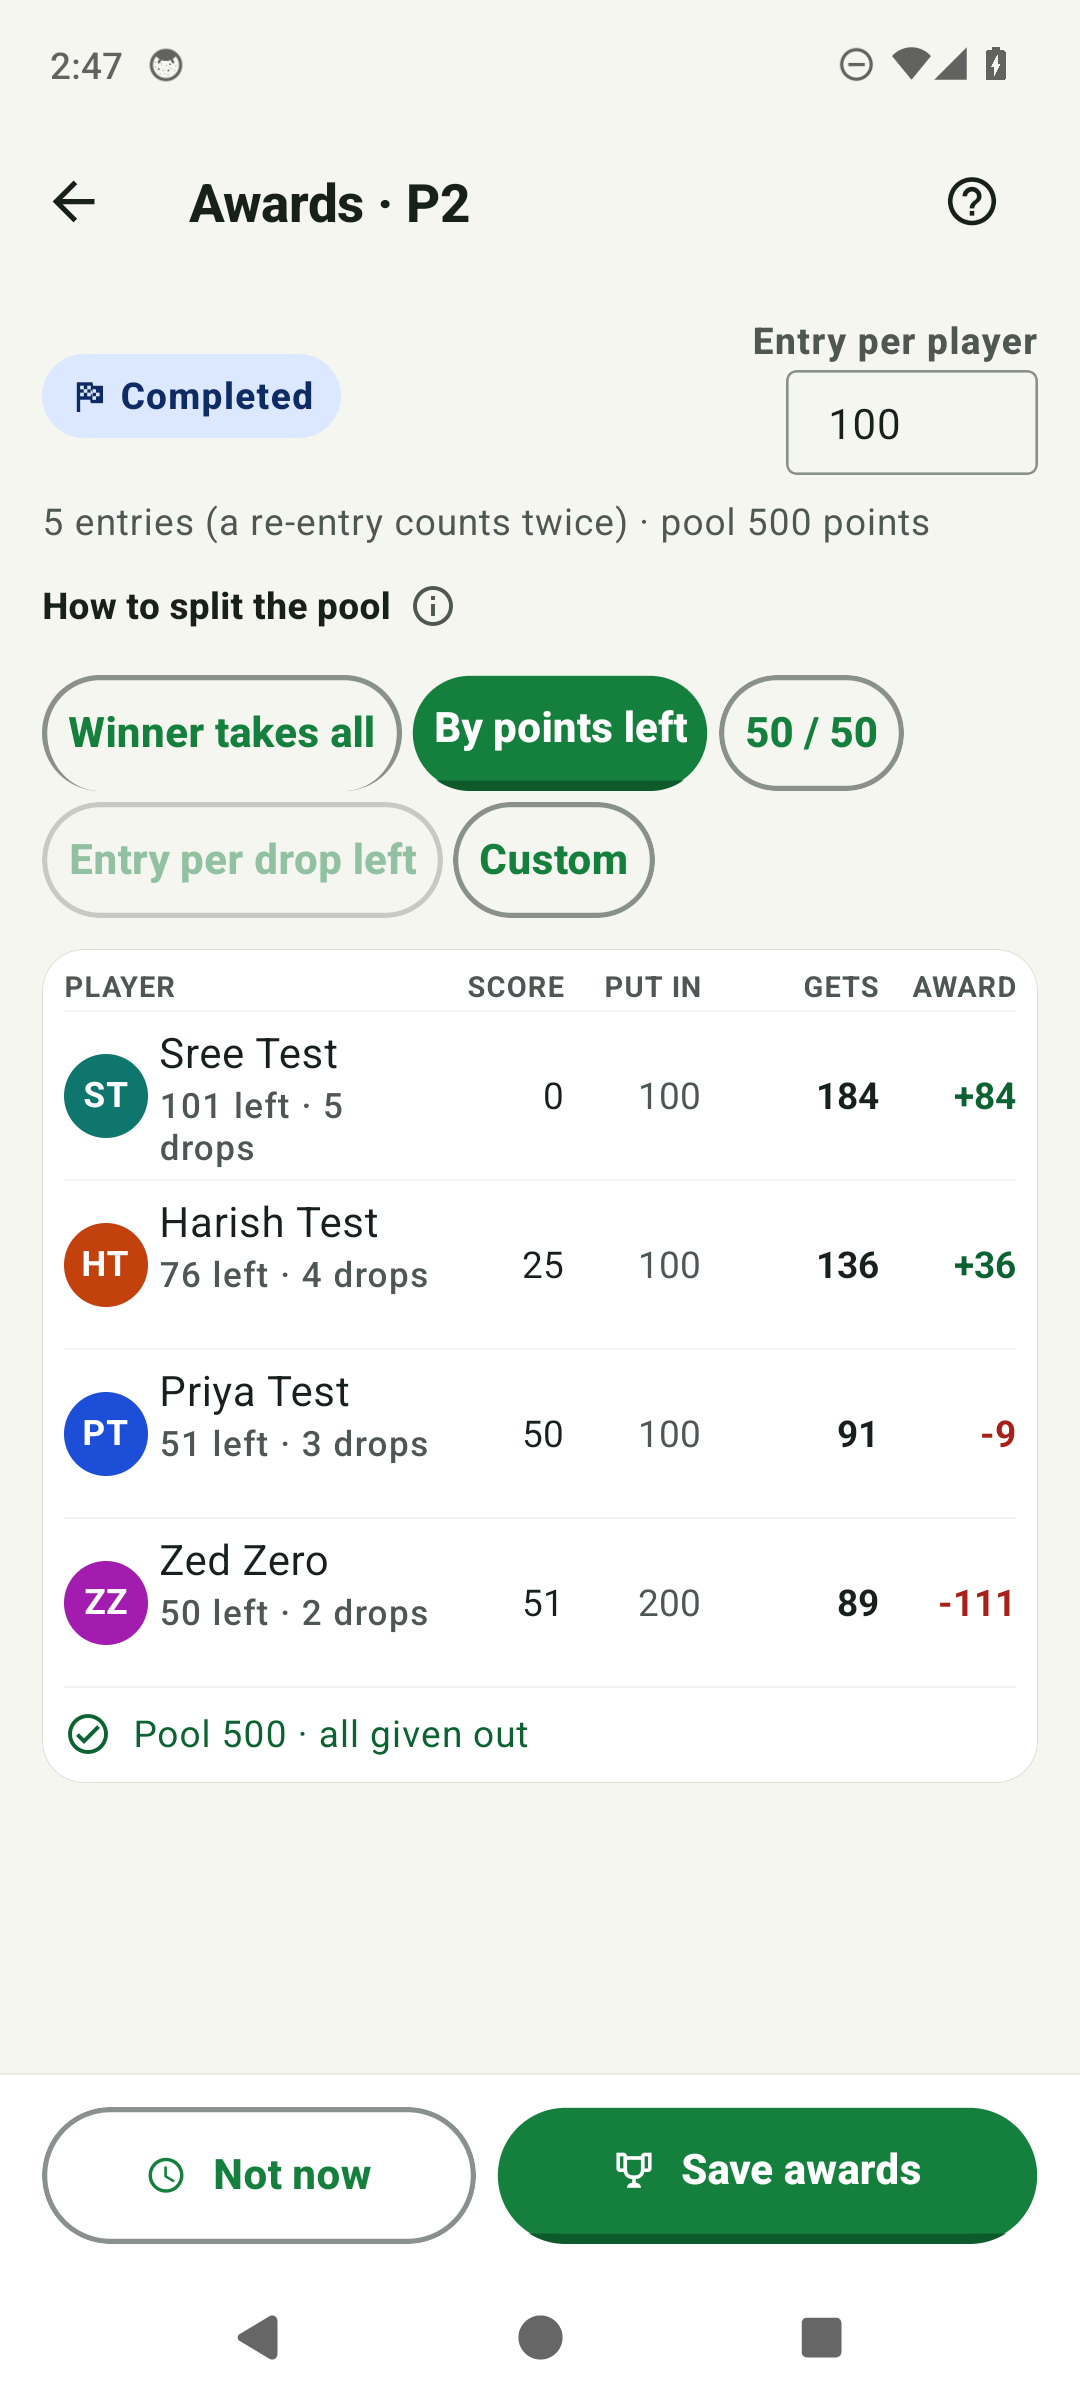 2:47
Awards · P2
Entry per player
Completed
100
5 entries (a re-entry counts twice) · pool 500 points
How to split the pool
Winner takes all
By points left
50 / 50
Entry per drop left
Custom
PLAYER SCORE PUT IN GETS AWARD
ST Sree Test 0 100 184 +84
101 left · 5
drops
HT Harish Test 25 100 136 +36
76 left · 4 drops
PT Priya Test 50 100 91 -9
51 left · 3 drops
ZZ Zed Zero 51 200 89 -111
50 left · 2 drops
Pool 500 · all given out
Not now
Save awards